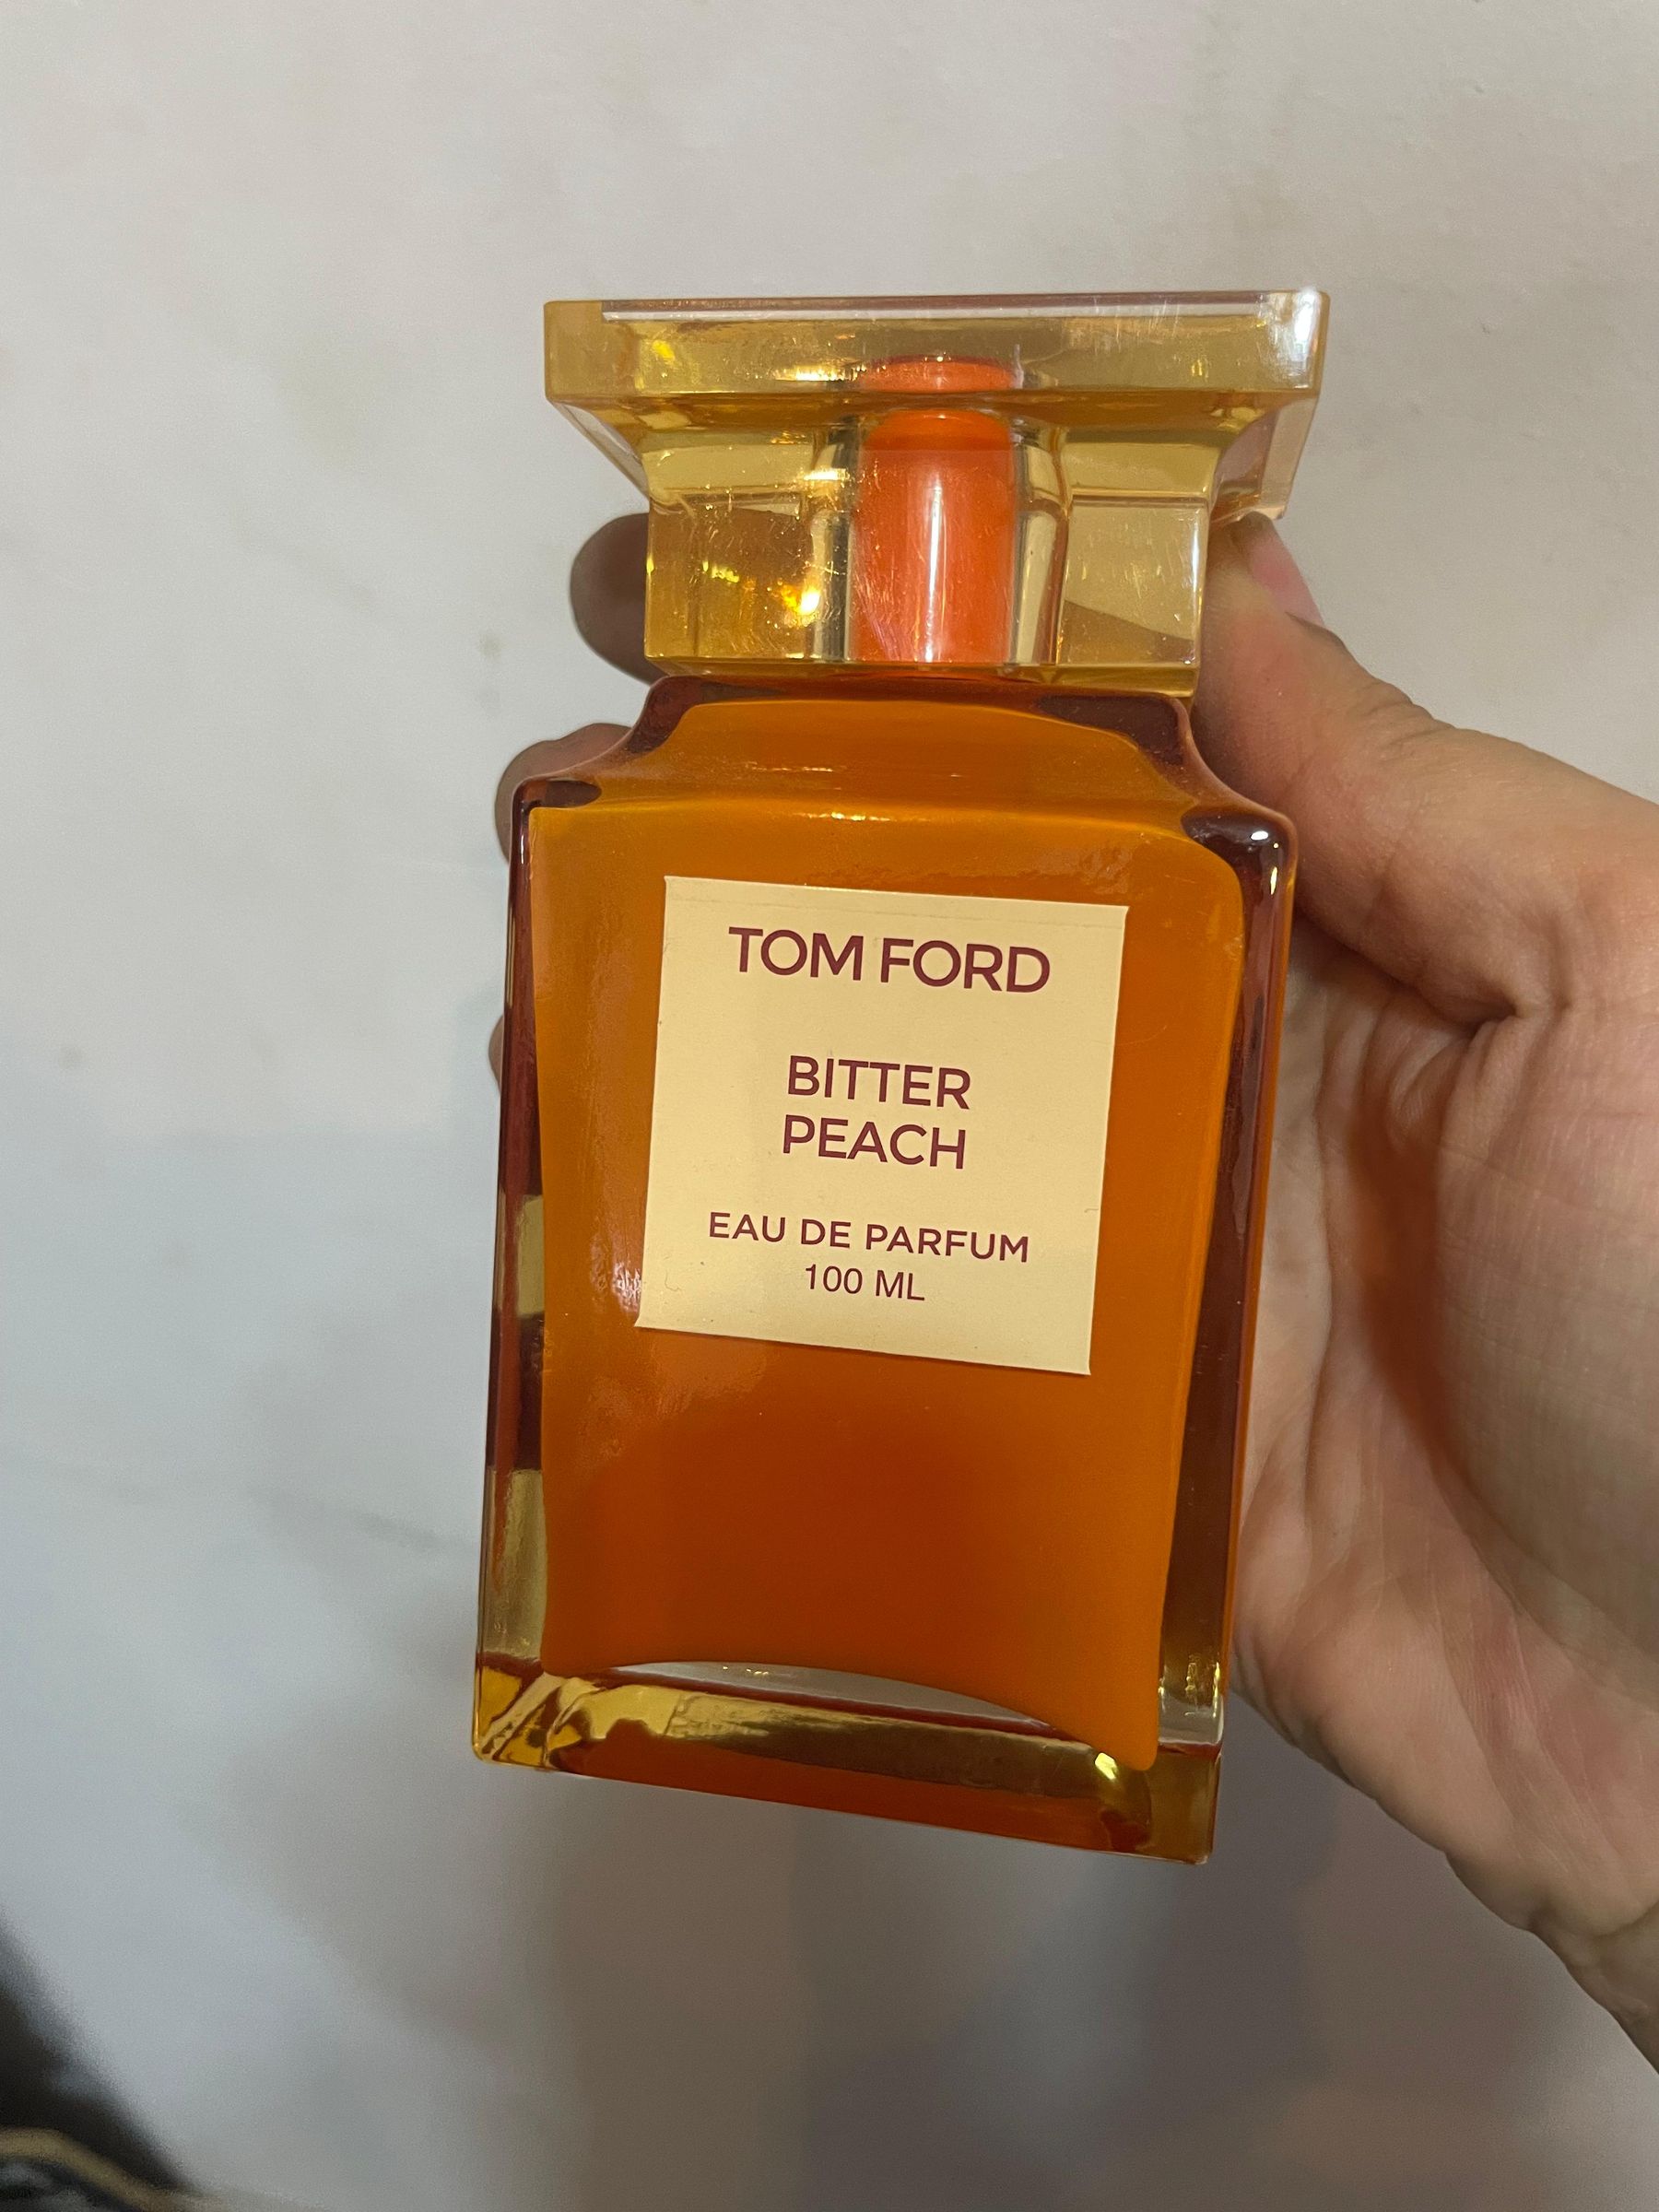 TOM FORD
BITTER
PEACH
EAU DE PARFUM
100 ML